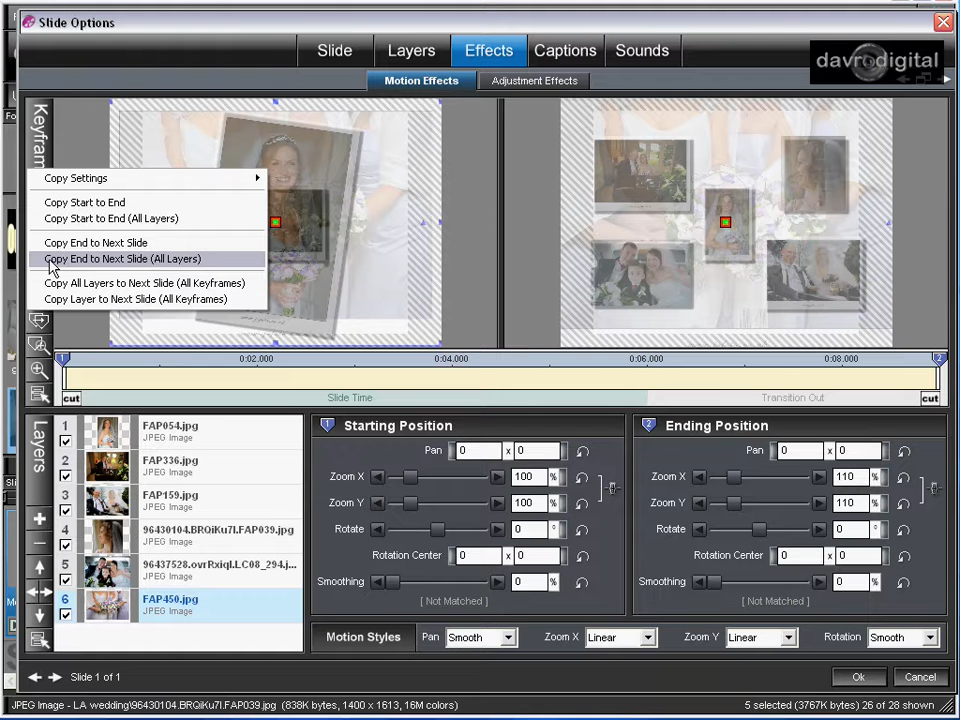 Slide Options
Slide
Layers
Effects
Captions
Sounds
davrodigital
Motion Effects
Adjustment Effects
Keyfram
Copy Settings
Copy Start to End
Copy Start to End (All Layers)
Copy End to Next Slide
Copy End to Next Slide (All Layers)
Copy All Layers to Next Slide (All Keyframes)
Copy Layer to Next Slide (All Keyframes)
1 0:02.000 0:04.000 0:06.000 0:08.000 2
cut Slide Time Transition Out cut
Layers
1 FAP054.jpg
JPEG Image
2 FAP336.jpg
JPEG Image
3 FAP159.jpg
JPEG Image
4 96430104.BRQiKu7I.FAP039.jpg
JPEG Image
5 96437528.ovrRxiqI.LC08_294.j...
JPEG Image
6 FAP450.jpg
JPEG Image
1 Starting Position
Pan 0 x 0
Zoom X 100 %
Zoom Y 100 %
Rotate 0 °
Rotation Center 0 x 0
Smoothing 0 %
[ Not Matched ]
2 Ending Position
Pan 0 x 0
Zoom X 110 %
Zoom Y 110 %
Rotate 0 °
Rotation Center 0 x 0
Smoothing 0 %
[ Not Matched ]
Motion Styles Pan Smooth Zoom X Linear Zoom Y Linear Rotation Smooth
Slide 1 of 1
Ok
Cancel
JPEG Image - LA wedding\96430104.BRQiKu7I.FAP039.jpg (838K bytes, 1400 x 1613, 16M colors)
5 selected (3767K bytes) 26 of 28 shown